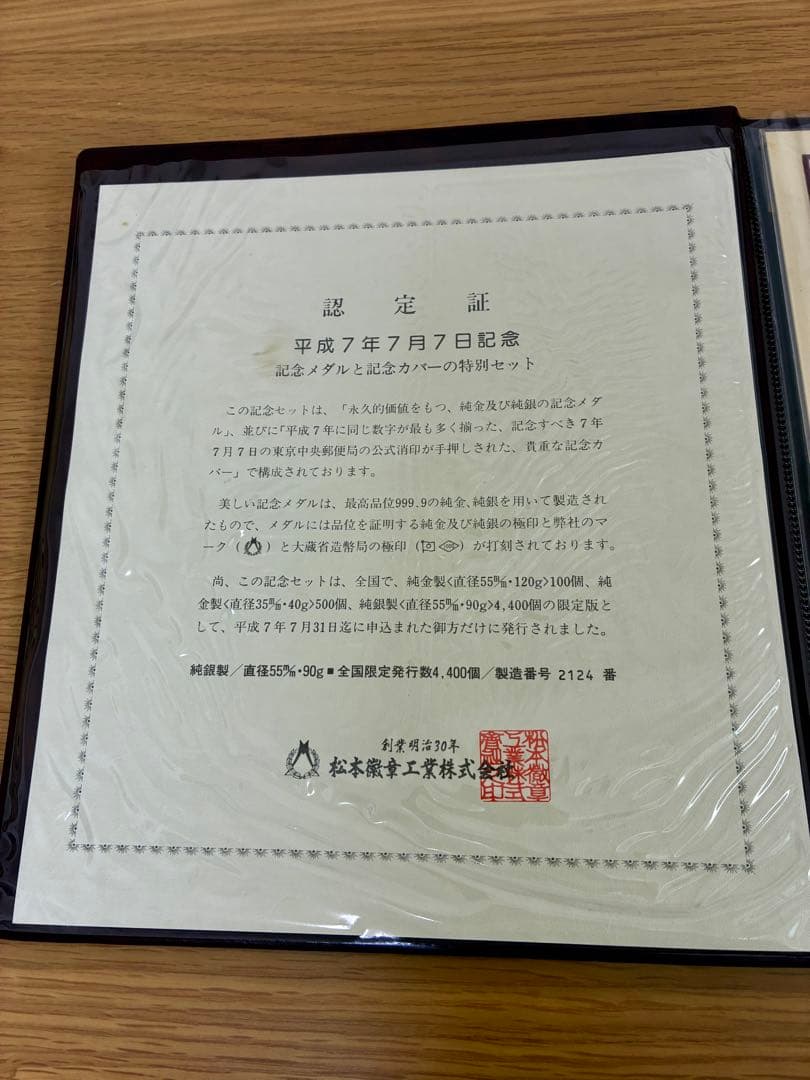 認定証
平成7年7月7日記念
記念メダルと記念カバーの特別セット
この記念セットは、「永久的価値をもつ、純金及び純銀の記念メダ
ル」、並びに「平成7年に同じ数字が最も多く揃った、記念すべき7年
7月7日の東京中央郵便局の公式消印が手押しされた、貴重な記念カ
バー」で構成されております。
美しい記念メダルは、最高品位999.9の純金、純銀を用いて製造され
たもので、メダルには品位を証明する純金及び純銀の極印と弊社のマ
ーク()と大蔵省造幣局の極印()が打刻されております。
尚、この記念セットは、全国で、純金製<直径55m/m・120g>100個、純
金製<直径35m/m・40g>500個、純銀製<直径55m/m・90g>4,400個の限定版と
して、平成7年7月31日迄に申込まれた御方だけに発行されました。
純銀製/直径55m/m・90g■全国限定発行数4,400個/製造番号 2124 番
創業明治30年
松本徽章工業株式会社